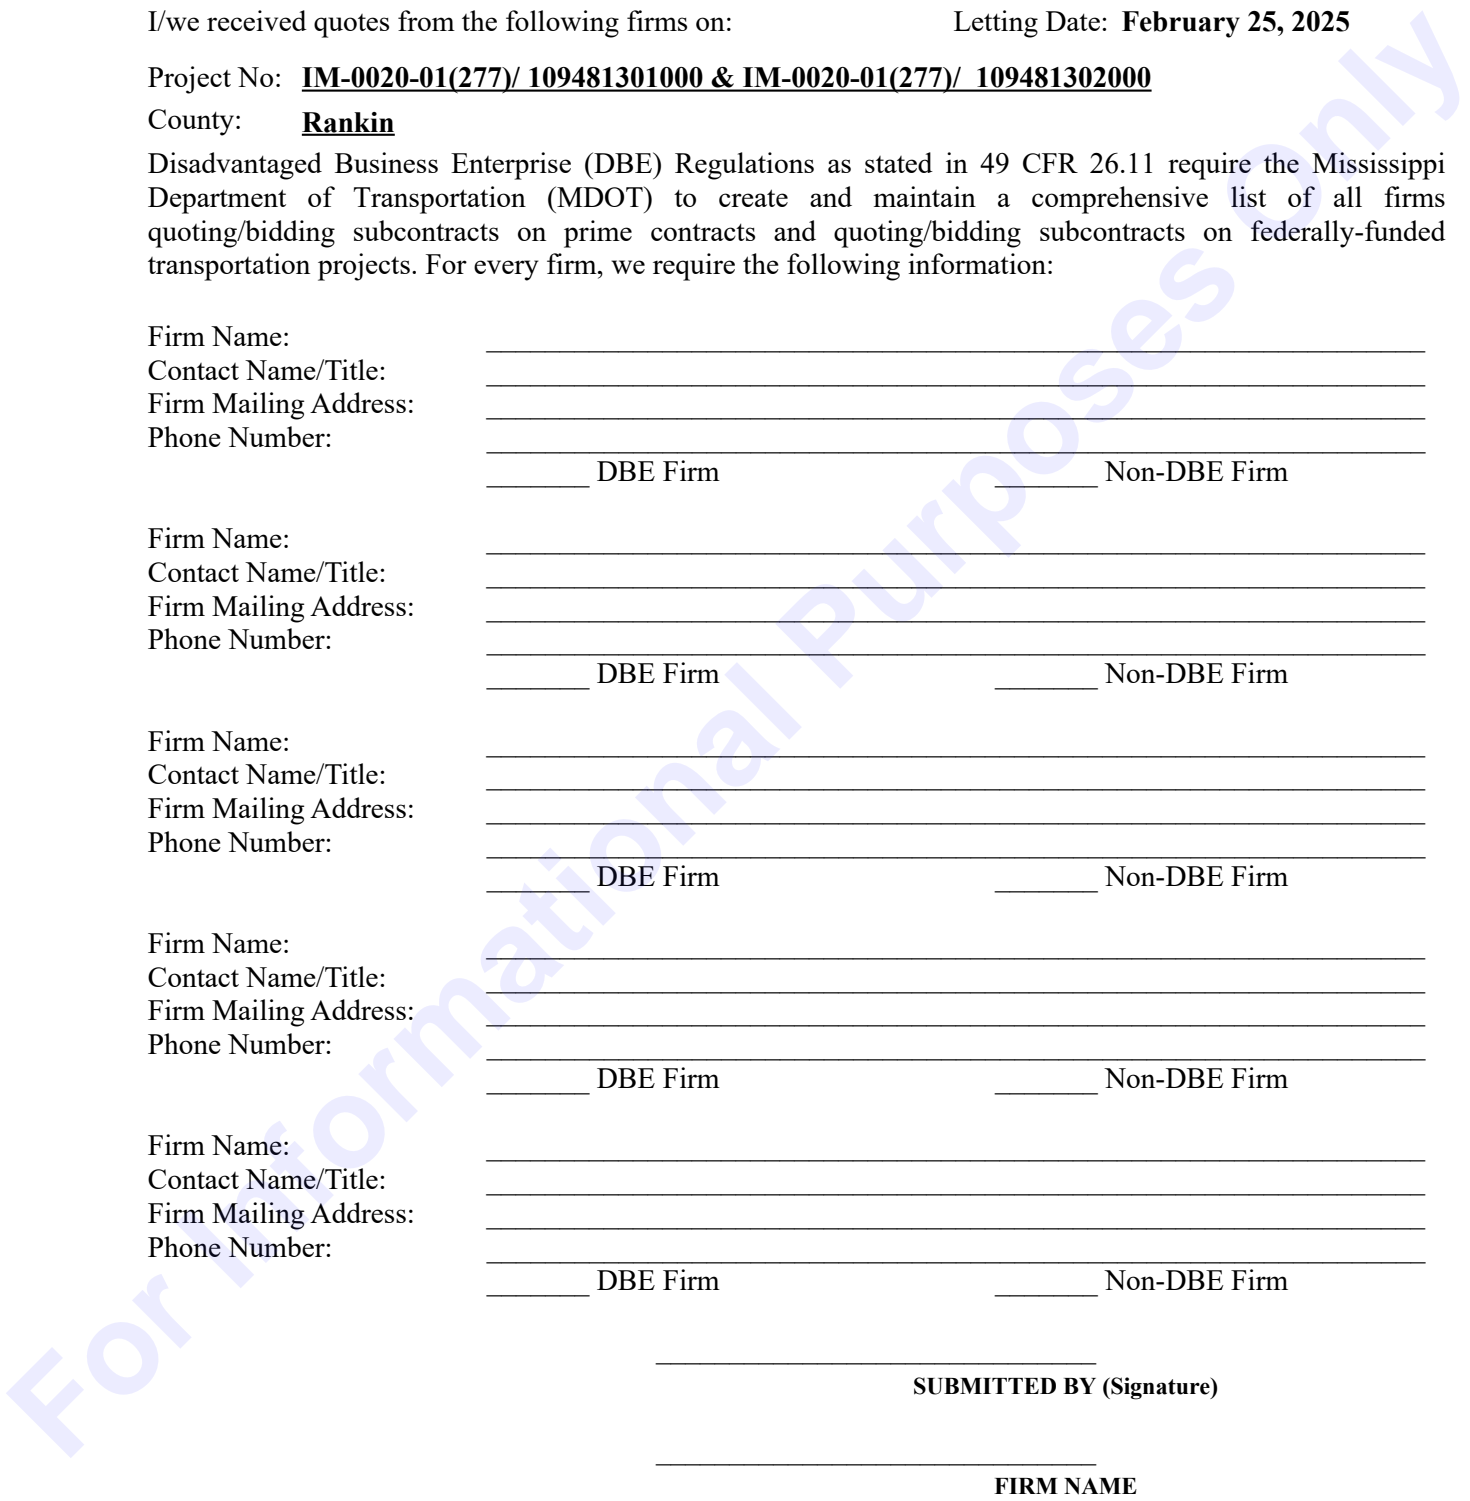 I/we received quotes from the following firms on: Letting Date: February 25, 2025
Project No: IM-0020-01(277)/ 109481301000 & IM-0020-01(277)/ 109481302000
County: Rankin
Disadvantaged Business Enterprise (DBE) Regulations as stated in 49 CFR 26.11 require the Mississippi
Department of Transportation (MDOT) to create and maintain a comprehensive list of all firms
quoting/bidding subcontracts on prime contracts and quoting/bidding subcontracts on federally-funded
transportation projects. For every firm, we require the following information:
Firm Name:
Contact Name/Title:
Firm Mailing Address:
Phone Number:
DBE Firm Non-DBE Firm
Firm Name:
Contact Name/Title:
Firm Mailing Address:
Phone Number:
DBE Firm Non-DBE Firm
Firm Name:
Contact Name/Title:
Firm Mailing Address:
Phone Number:
DBE Firm Non-DBE Firm
Firm Name:
Contact Name/Title:
Firm Mailing Address:
Phone Number:
DBE Firm Non-DBE Firm
Firm Name:
Contact Name/Title:
Firm Mailing Address:
Phone Number:
DBE Firm Non-DBE Firm
SUBMITTED BY (Signature)
FIRM NAME
For Informational Purposes Only